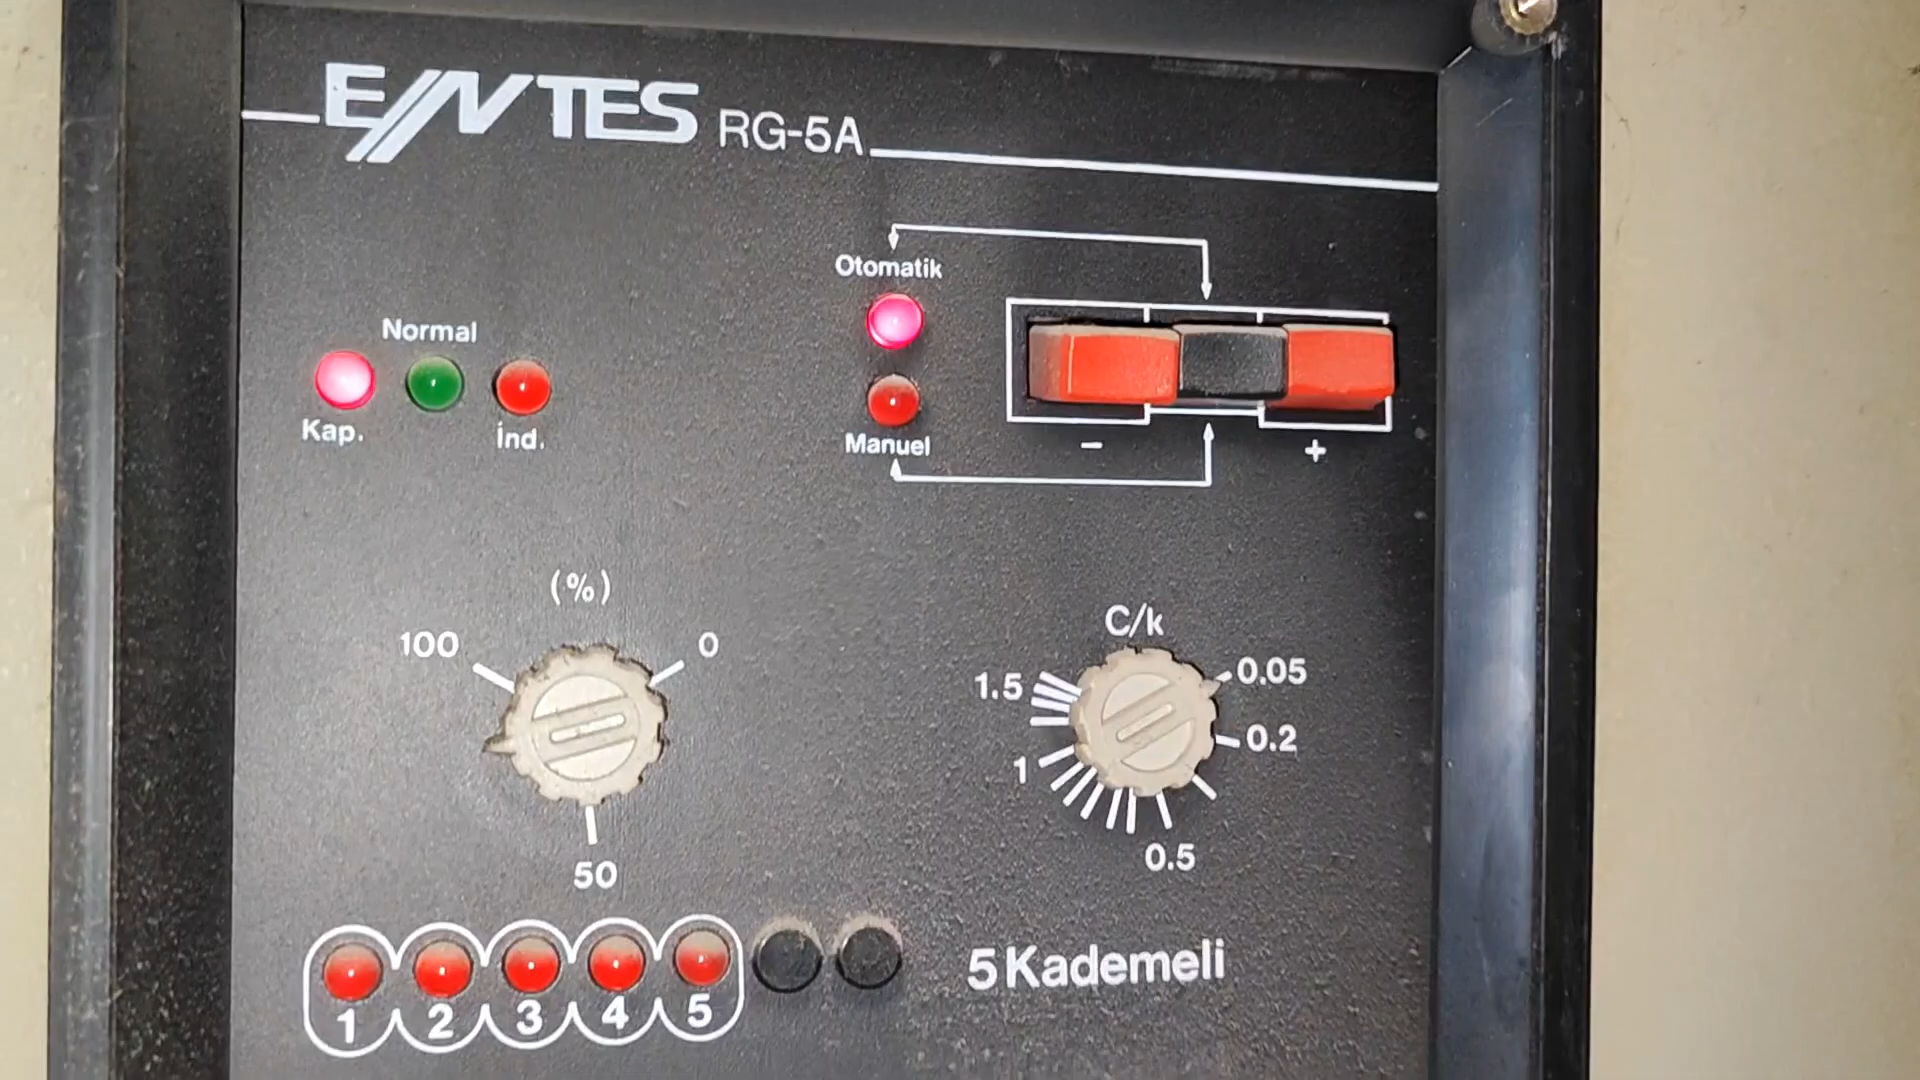 ENTES RG-5A
Otomatik
Normal
Kap.
İnd.
Manuel
- +
(%)
100 0
50
C/k
1.5 0.05
0.2
1
0.5
1 2 3 4 5
5 Kademeli